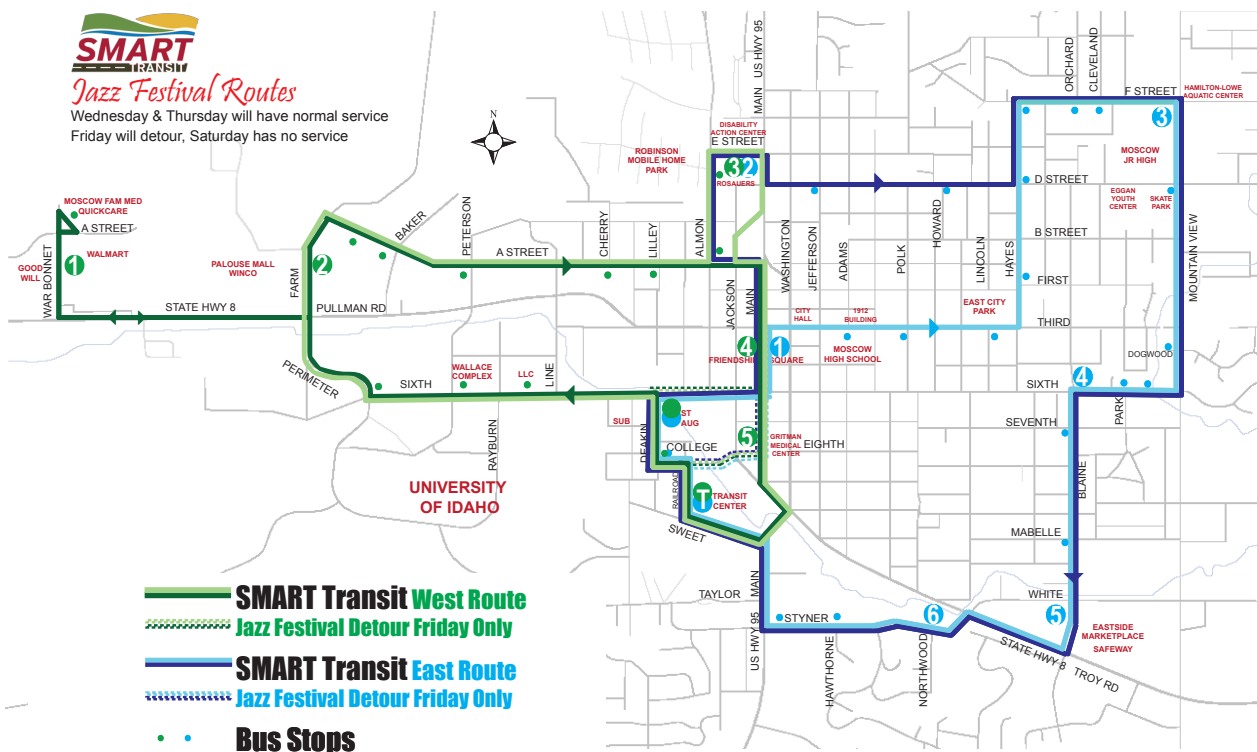 SMART
TRANSIT
Jazz Festival Routes
Wednesday & Thursday will have normal service
Friday will detour, Saturday has no service
N
MAIN US HWY 95
ORCHARD
CLEVELAND
F STREET
HAMILTON-LOWE
AQUATIC CENTER
3
DISABILITY
ACTION CENTER
E STREET
ROBINSON
MOBILE HOME
PARK
3
2
ROSAUERS
MOSCOW
JR HIGH
D STREET
EGGAN
YOUTH
CENTER
SKATE
PARK
MOSCOW FAM MED
QUICKCARE
A STREET
WAR BONNET
1
WALMART
GOOD
WILL
PALOUSE MALL
WINCO
FARM
2
BAKER
PETERSON
A STREET
CHERRY
LILLEY
ALMON
WASHINGTON
JEFFERSON
ADAMS
POLK
HOWARD
LINCOLN
HAYES
B STREET
MOUNTAIN VIEW
FIRST
STATE HWY 8
PULLMAN RD
JACKSON
MAIN
CITY
HALL
1912
BUILDING
EAST CITY
PARK
THIRD
4
1
FRIENDSHIP SQUARE
MOSCOW
HIGH SCHOOL
DOGWOOD
PERIMETER
SIXTH
WALLACE
COMPLEX
LLC
LINE
4
SIXTH
PARK
SUB
ST
AUG
DEAKIN
COLLEGE
5
GRITMAN
MEDICAL
CENTER
EIGHTH
SEVENTH
RAYBURN
UNIVERSITY
OF IDAHO
RAILROAD
T
TRANSIT
CENTER
SWEET
BLAINE
MABELLE
TAYLOR
MAIN
US HWY 95
STYNER
HAWTHORNE
NORTHWOOD
6
WHITE
5
EASTSIDE
MARKETPLACE
SAFEWAY
STATE HWY 8
TROY RD
SMART Transit West Route
Jazz Festival Detour Friday Only
SMART Transit East Route
Jazz Festival Detour Friday Only
Bus Stops